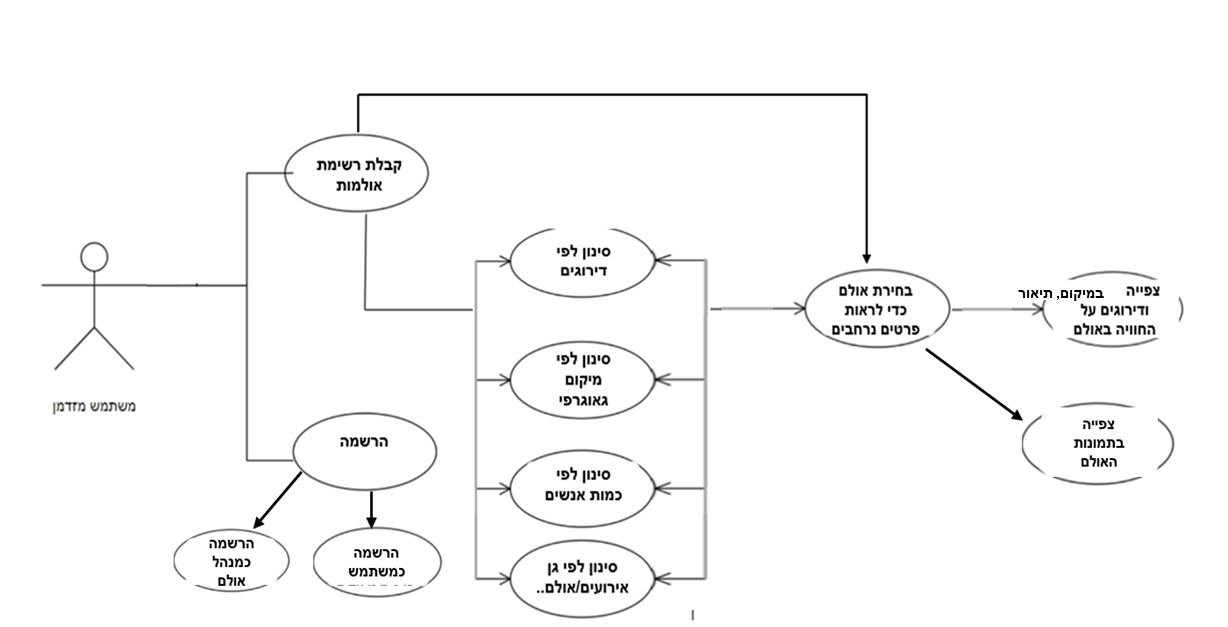 קבלת רשימת
אולמות
סינון לפי
דירוגים
בחירת אולם
כדי לראות
פרטים נרחבים
צפייה במיקום, תיאור
ודירוגים על
החוויה באולם
סינון לפי
מיקום
גאוגרפי
משתמש מזדמן
הרשמה
צפייה
בתמונות
האולם
סינון לפי
כמות אנשים
הרשמה
כמנהל
אולם
הרשמה
כמשתמש
סינון לפי גן
אירועים/אולם..